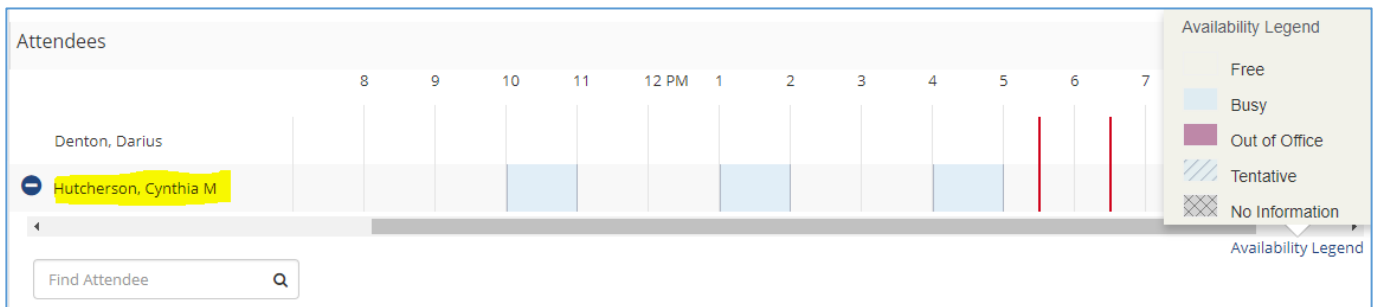 Attendees
Availability Legend
Free
Busy
Out of Office
Tentative
No Information
8 9 10 11 12 PM 1 2 3 4 5 6 7
Denton, Darius
Hutcherson, Cynthia M
Availability Legend
Find Attendee